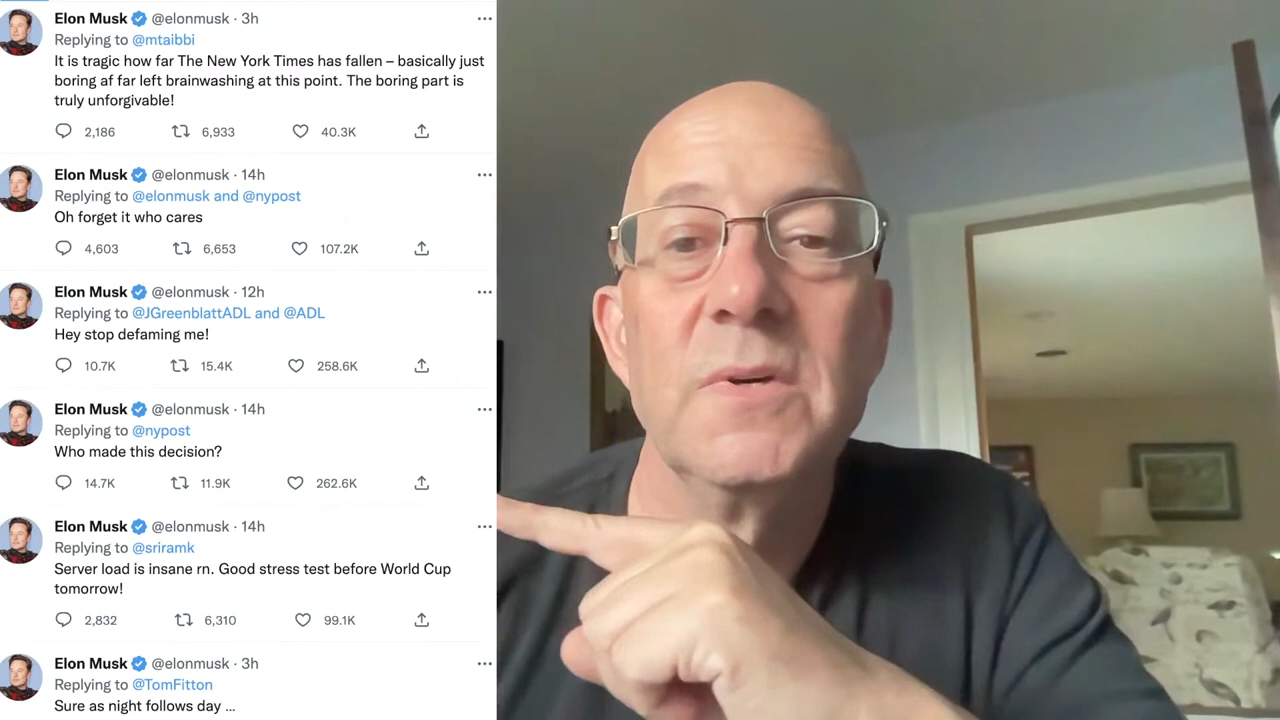 Elon Musk @elonmusk · 3h
Replying to @mtaibbi
It is tragic how far The New York Times has fallen – basically just
boring af far left brainwashing at this point. The boring part is
truly unforgivable!
2,186 6,933 40.3K
Elon Musk @elonmusk · 14h
Replying to @elonmusk and @nypost
Oh forget it who cares
4,603 6,653 107.2K
Elon Musk @elonmusk · 12h
Replying to @JGreenblattADL and @ADL
Hey stop defaming me!
10.7K 15.4K 258.6K
Elon Musk @elonmusk · 14h
Replying to @nypost
Who made this decision?
14.7K 11.9K 262.6K
Elon Musk @elonmusk · 14h
Replying to @sriramk
Server load is insane rn. Good stress test before World Cup
tomorrow!
2,832 6,310 99.1K
Elon Musk @elonmusk · 3h
Replying to @TomFitton
Sure as night follows day ...